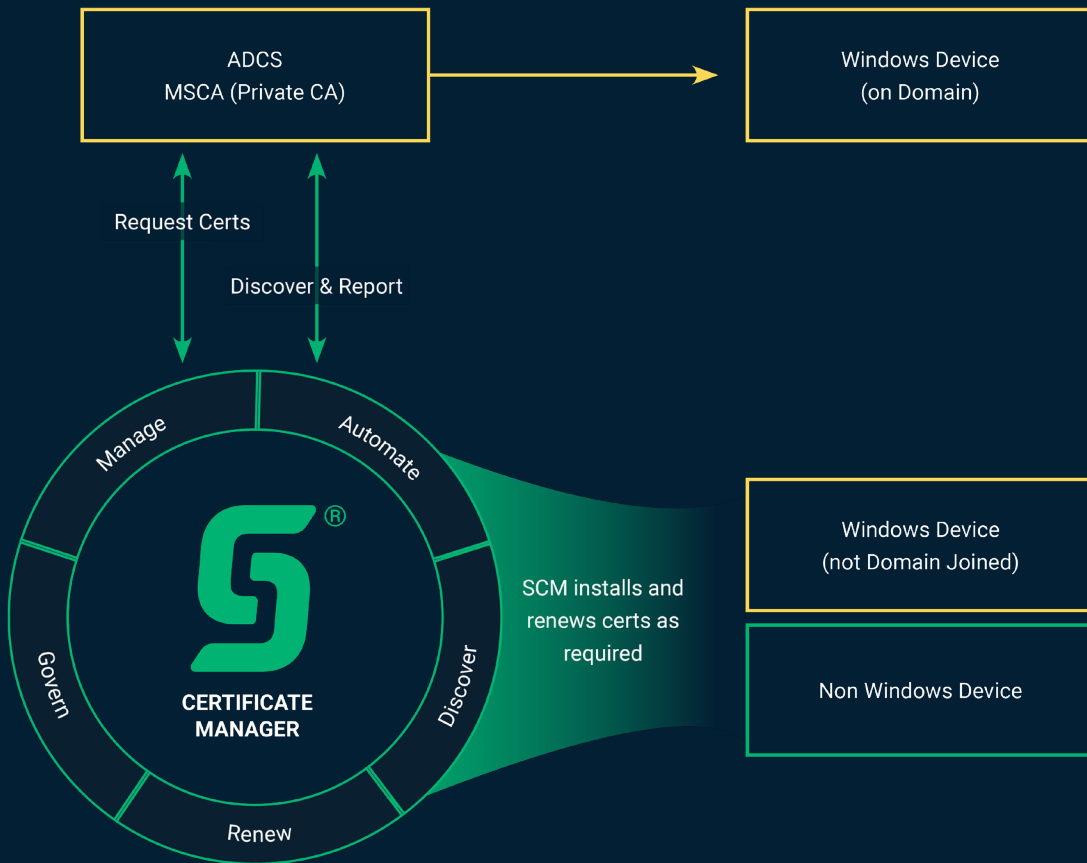 ADCS
MSCA (Private CA)
Windows Device
(on Domain)
Request Certs
Discover & Report
Manage
Automate
Discover
Renew
Govern
®
CERTIFICATE
MANAGER
SCM installs and
renews certs as
required
Windows Device
(not Domain Joined)
Non Windows Device